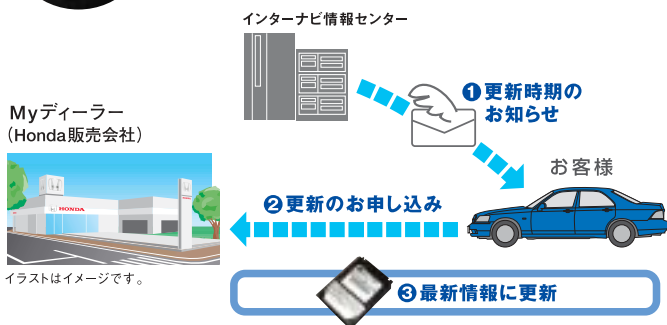 インターナビ情報センター
❶更新時期の
お知らせ
Myディーラー
(Honda販売会社)
お客様
HONDA
❷更新のお申し込み
イラストはイメージです。
❸最新情報に更新